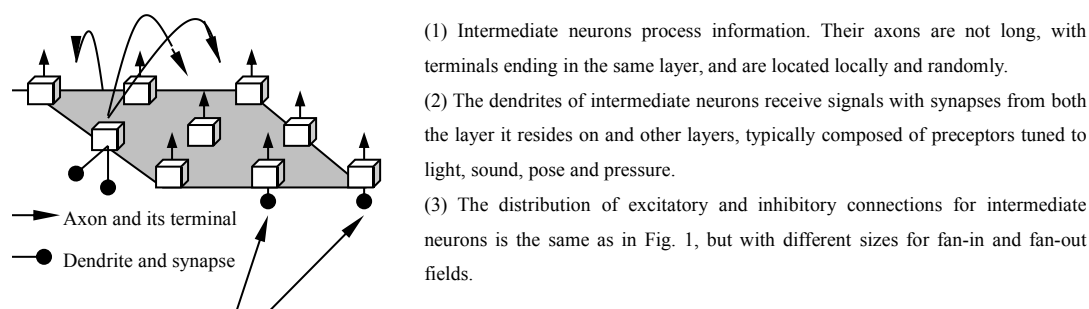 (1) Intermediate neurons process information. Their axons are not long, with
terminals ending in the same layer, and are located locally and randomly.
(2) The dendrites of intermediate neurons receive signals with synapses from both
the layer it resides on and other layers, typically composed of preceptors tuned to
light, sound, pose and pressure.
(3) The distribution of excitatory and inhibitory connections for intermediate
neurons is the same as in Fig. 1, but with different sizes for fan-in and fan-out
fields.
Axon and its terminal
Dendrite and synapse